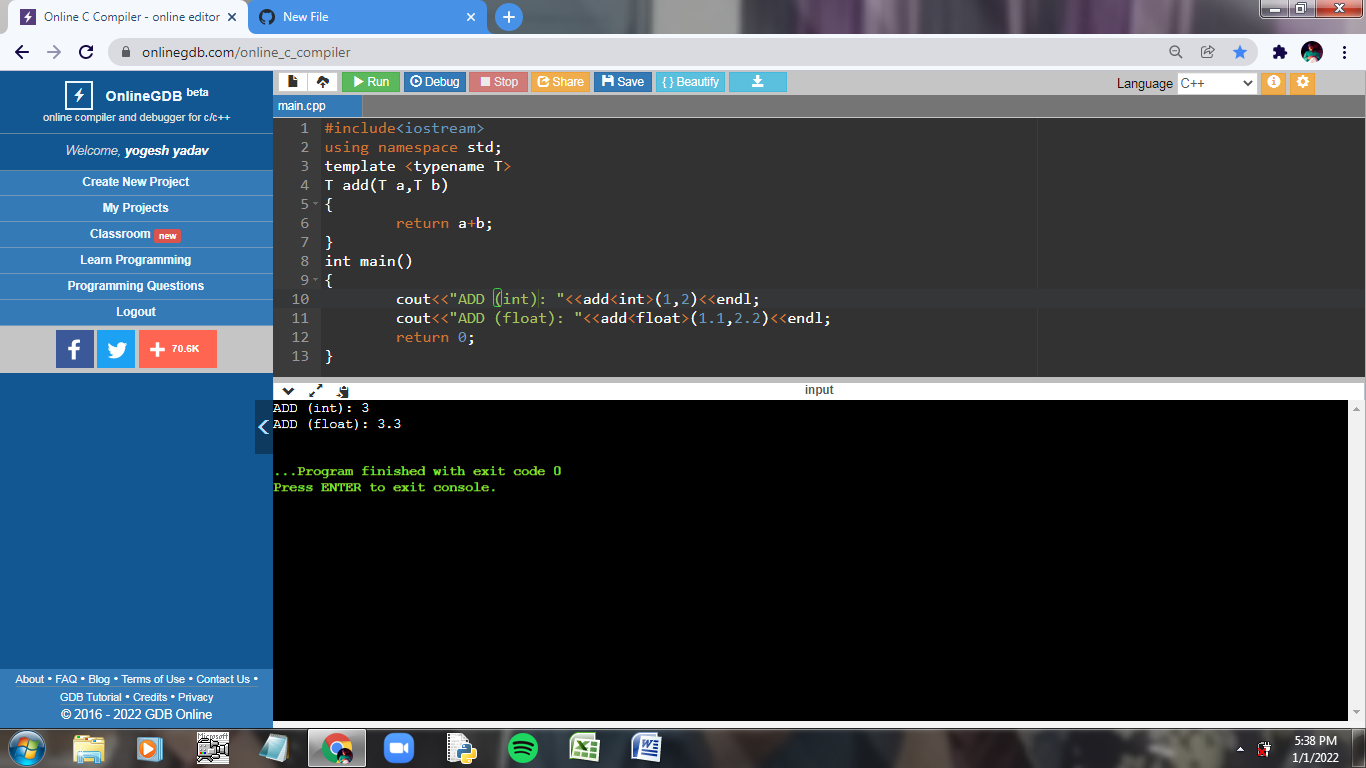 Online C Compiler - online editor
New File
onlinegdb.com/online_c_compiler
OnlineGDB beta
online compiler and debugger for c/c++
Welcome, yogesh yadav
Create New Project
My Projects
Classroom new
Learn Programming
Programming Questions
Logout
70.6K
About • FAQ • Blog • Terms of Use • Contact Us •
GDB Tutorial • Credits • Privacy
© 2016 - 2022 GDB Online
Run Debug Stop Share Save { } Beautify
Language C++
main.cpp
1 #include<iostream>
2 using namespace std;
3 template <typename T>
4 T add(T a,T b)
5 {
6 return a+b;
7 }
8 int main()
9 {
10 cout<<"ADD (int): "<<add<int>(1,2)<<endl;
11 cout<<"ADD (float): "<<add<float>(1.1,2.2)<<endl;
12 return 0;
13 }
input
ADD (int): 3
ADD (float): 3.3
...Program finished with exit code 0
Press ENTER to exit console.
Microsoft
5:38 PM
1/1/2022